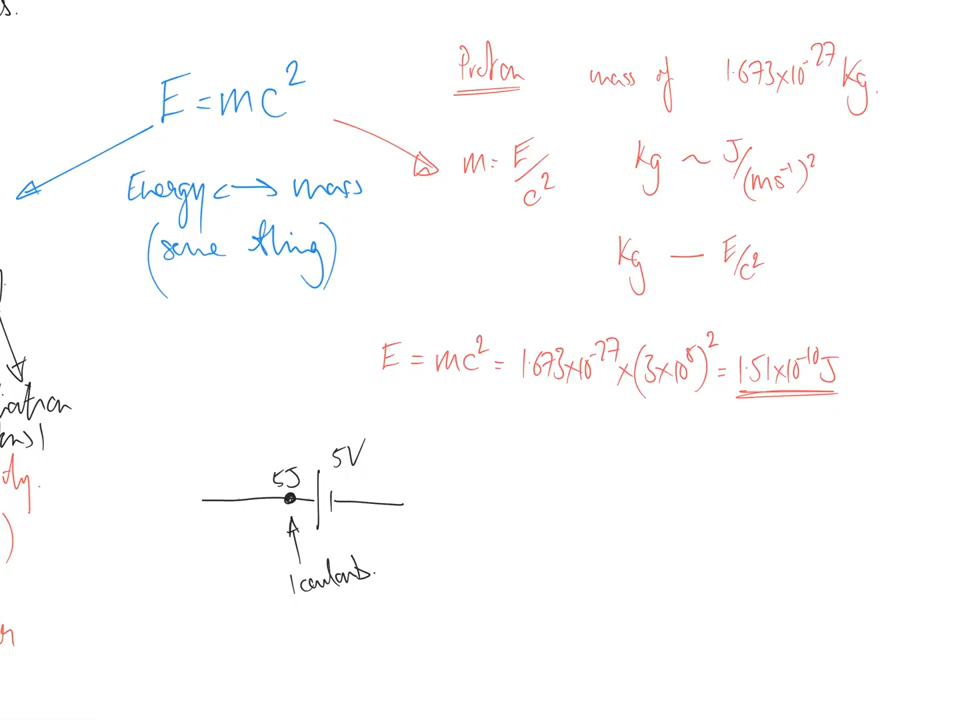 s.
E = mc²
Energy ↔ mass
(same thing)
Proton mass of 1.673×10⁻²⁷ Kg.
m = E/c² Kg ~ J/(ms⁻¹)²
Kg — E/c²
E = mc² = 1.673×10⁻²⁷ × (3×10⁸)² = 1.51×10⁻¹⁰J
5V
5J
1 coulomb.
)